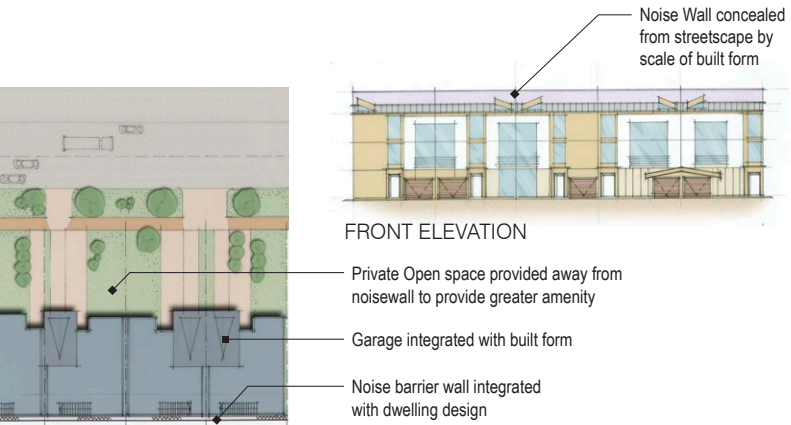 Noise Wall concealed
from streetscape by
scale of built form
FRONT ELEVATION
Private Open space provided away from
noisewall to provide greater amenity
Garage integrated with built form
Noise barrier wall integrated
with dwelling design